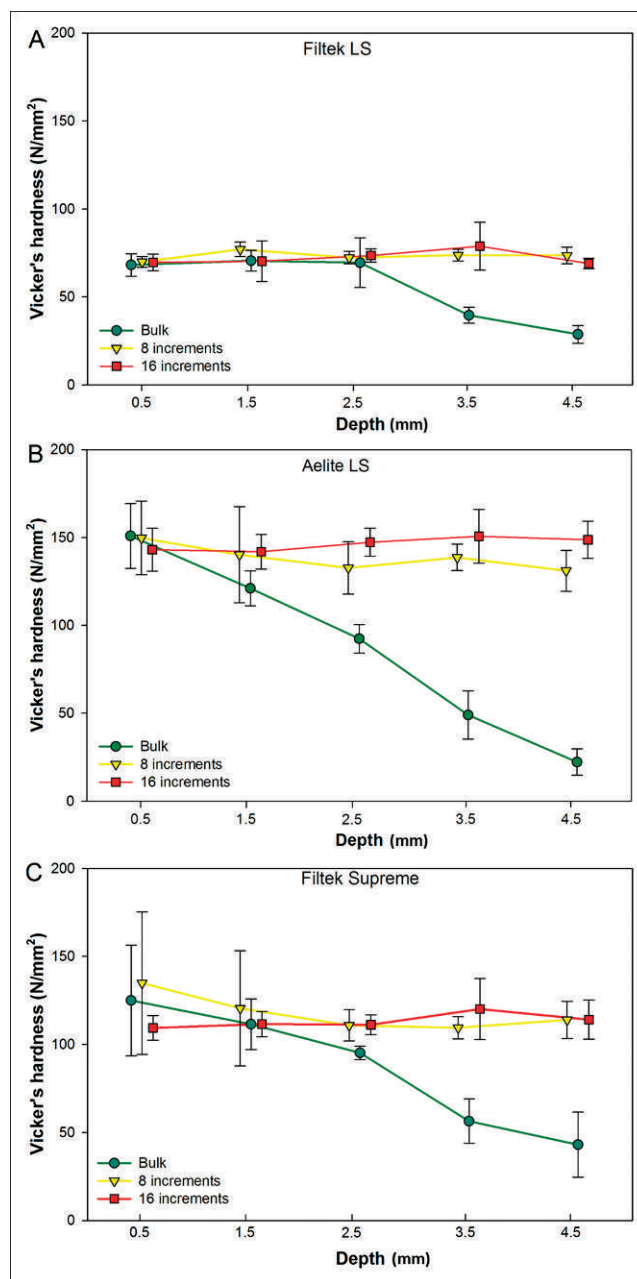 A
Filtek LS
200
150
100
50
0
Vicker's hardness (N/mm²)
Bulk
8 increments
16 increments
0.5 1.5 2.5 3.5 4.5
Depth (mm)
B
Aelite LS
200
150
100
50
0
Vicker's hardness (N/mm²)
Bulk
8 increments
16 increments
0.5 1.5 2.5 3.5 4.5
Depth (mm)
C
Filtek Supreme
200
150
100
50
0
Vicker's hardness (N/mm²)
Bulk
8 increments
16 increments
0.5 1.5 2.5 3.5 4.5
Depth (mm)